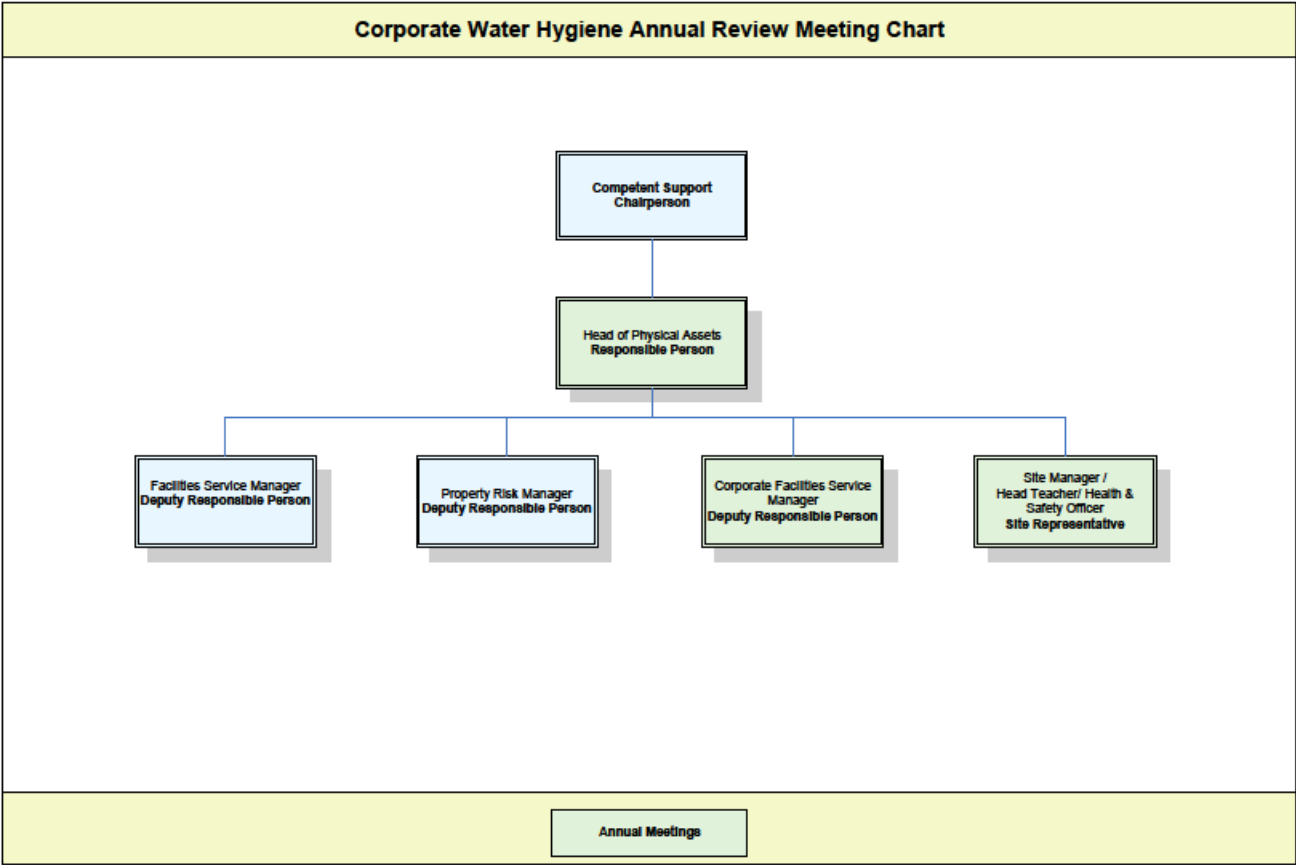 Corporate Water Hygiene Annual Review Meeting Chart
Competent Support
Chairperson
Head of Physical Assets
Responsible Person
Facilities Service Manager
Deputy Responsible Person
Property Risk Manager
Deputy Responsible Person
Corporate Facilities Service
Manager
Deputy Responsible Person
Site Manager /
Head Teacher/ Health &
Safety Officer
Site Representative
Annual Meetings